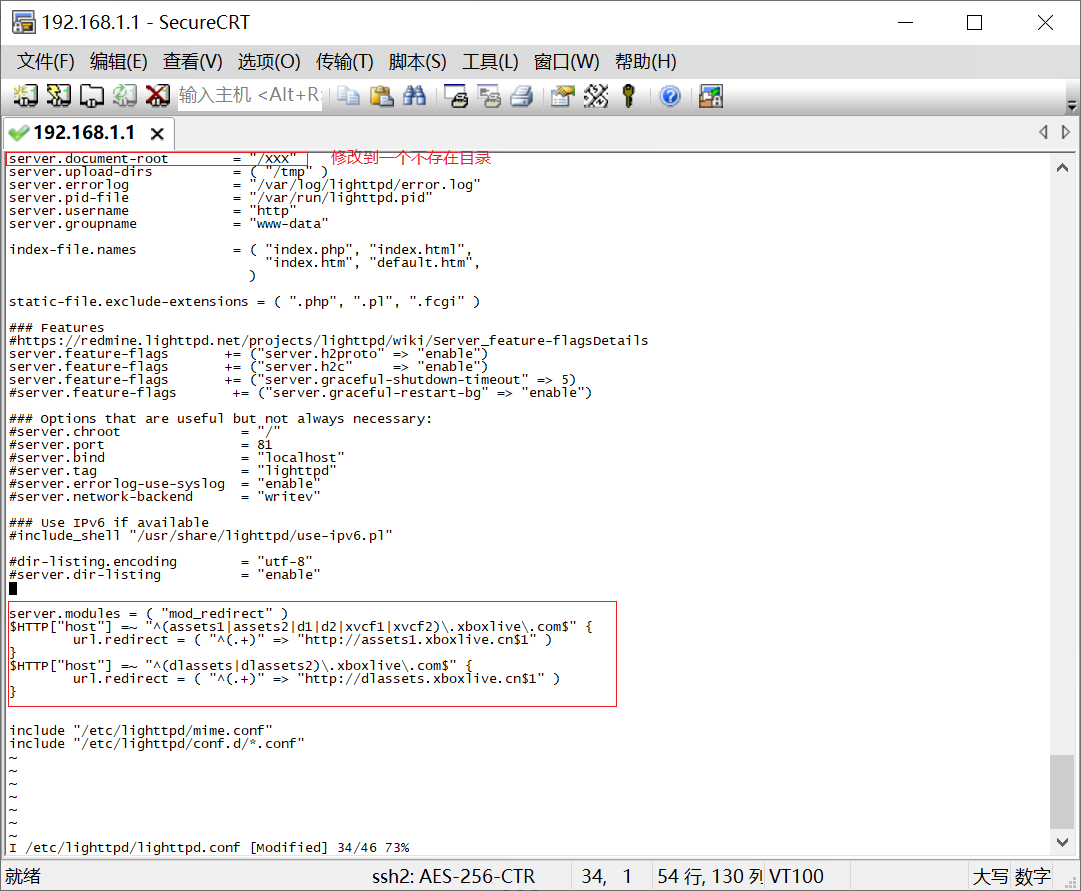 192.168.1.1 - SecureCRT
文件(F) 编辑(E) 查看(V) 选项(O) 传输(T) 脚本(S) 工具(L) 窗口(W) 帮助(H)
输入主机 <Alt+R>
192.168.1.1
server.document-root        = "/XXX" 修改到一个不存在目录
server.upload-dirs          = ( "/tmp" )
server.errorlog             = "/var/log/lighttpd/error.log"
server.pid-file             = "/var/run/lighttpd.pid"
server.username             = "http"
server.groupname            = "www-data"
index-file.names            = ( "index.php", "index.html",
"index.htm", "default.htm",
)
static-file.exclude-extensions = ( ".php", ".pl", ".fcgi" )
### Features
#https://redmine.lighttpd.net/projects/lighttpd/wiki/Server_feature-flagsDetails
server.feature-flags       += ("server.h2proto" => "enable")
server.feature-flags       += ("server.h2c"     => "enable")
server.feature-flags       += ("server.graceful-shutdown-timeout" => 5)
#server.feature-flags       += ("server.graceful-restart-bg" => "enable")
### Options that are useful but not always necessary:
#server.chroot               = "/"
#server.port                 = 81
#server.bind                 = "localhost"
#server.tag                  = "lighttpd"
#server.errorlog-use-syslog  = "enable"
#server.network-backend      = "writev"
### Use IPv6 if available
#include_shell "/usr/share/lighttpd/use-ipv6.pl"
#dir-listing.encoding        = "utf-8"
#server.dir-listing          = "enable"
server.modules = ( "mod_redirect" )
$HTTP["host"] =~ "^(assets1|assets2|d1|d2|xvcf1|xvcf2)\.xboxlive\.com$" {
url.redirect = ( "^(.+)" => "http://assets1.xboxlive.cn$1" )
}
$HTTP["host"] =~ "^(dlassets|dlassets2)\.xboxlive\.com$" {
url.redirect = ( "^(.+)" => "http://dlassets.xboxlive.cn$1" )
}
include "/etc/lighttpd/mime.conf"
include "/etc/lighttpd/conf.d/*.conf"
~
~
~
~
~
~
~
I /etc/lighttpd/lighttpd.conf [Modified] 34/46 73%
就绪 ssh2: AES-256-CTR 34, 1 54 行, 130 列 VT100 大写 数字